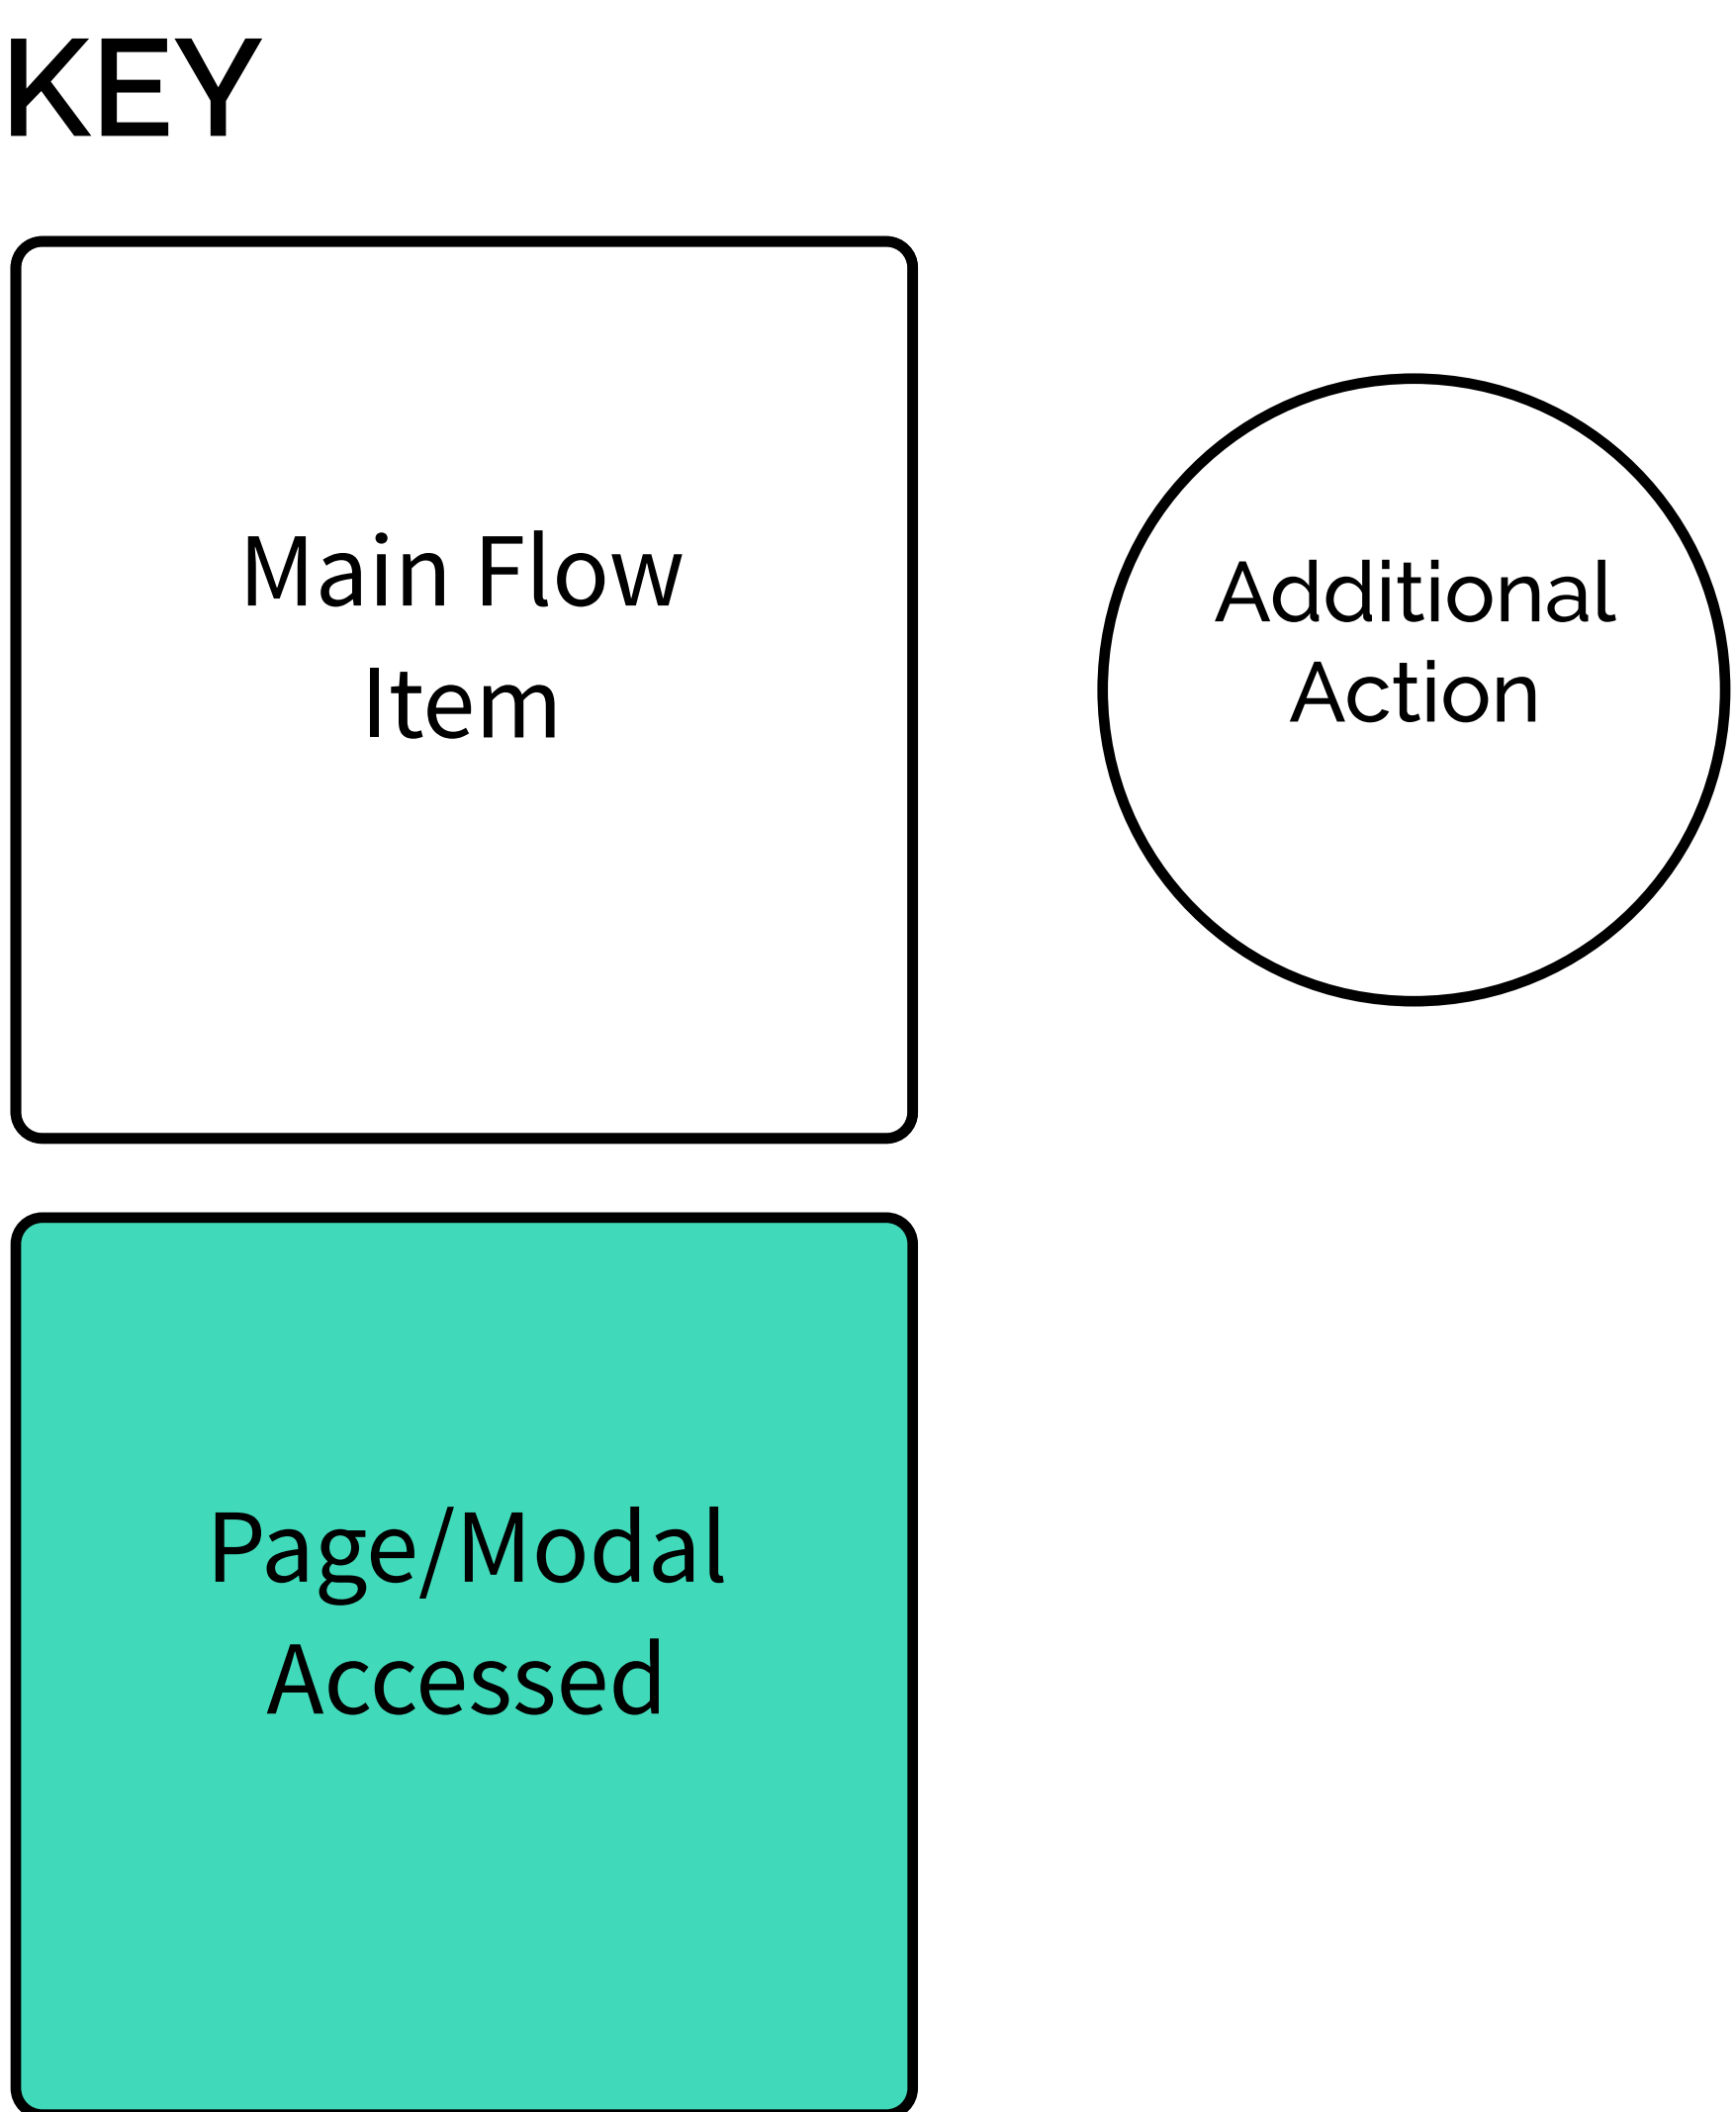 KEY
Main Flow
Item
Additional
Action
Page/Modal
Accessed